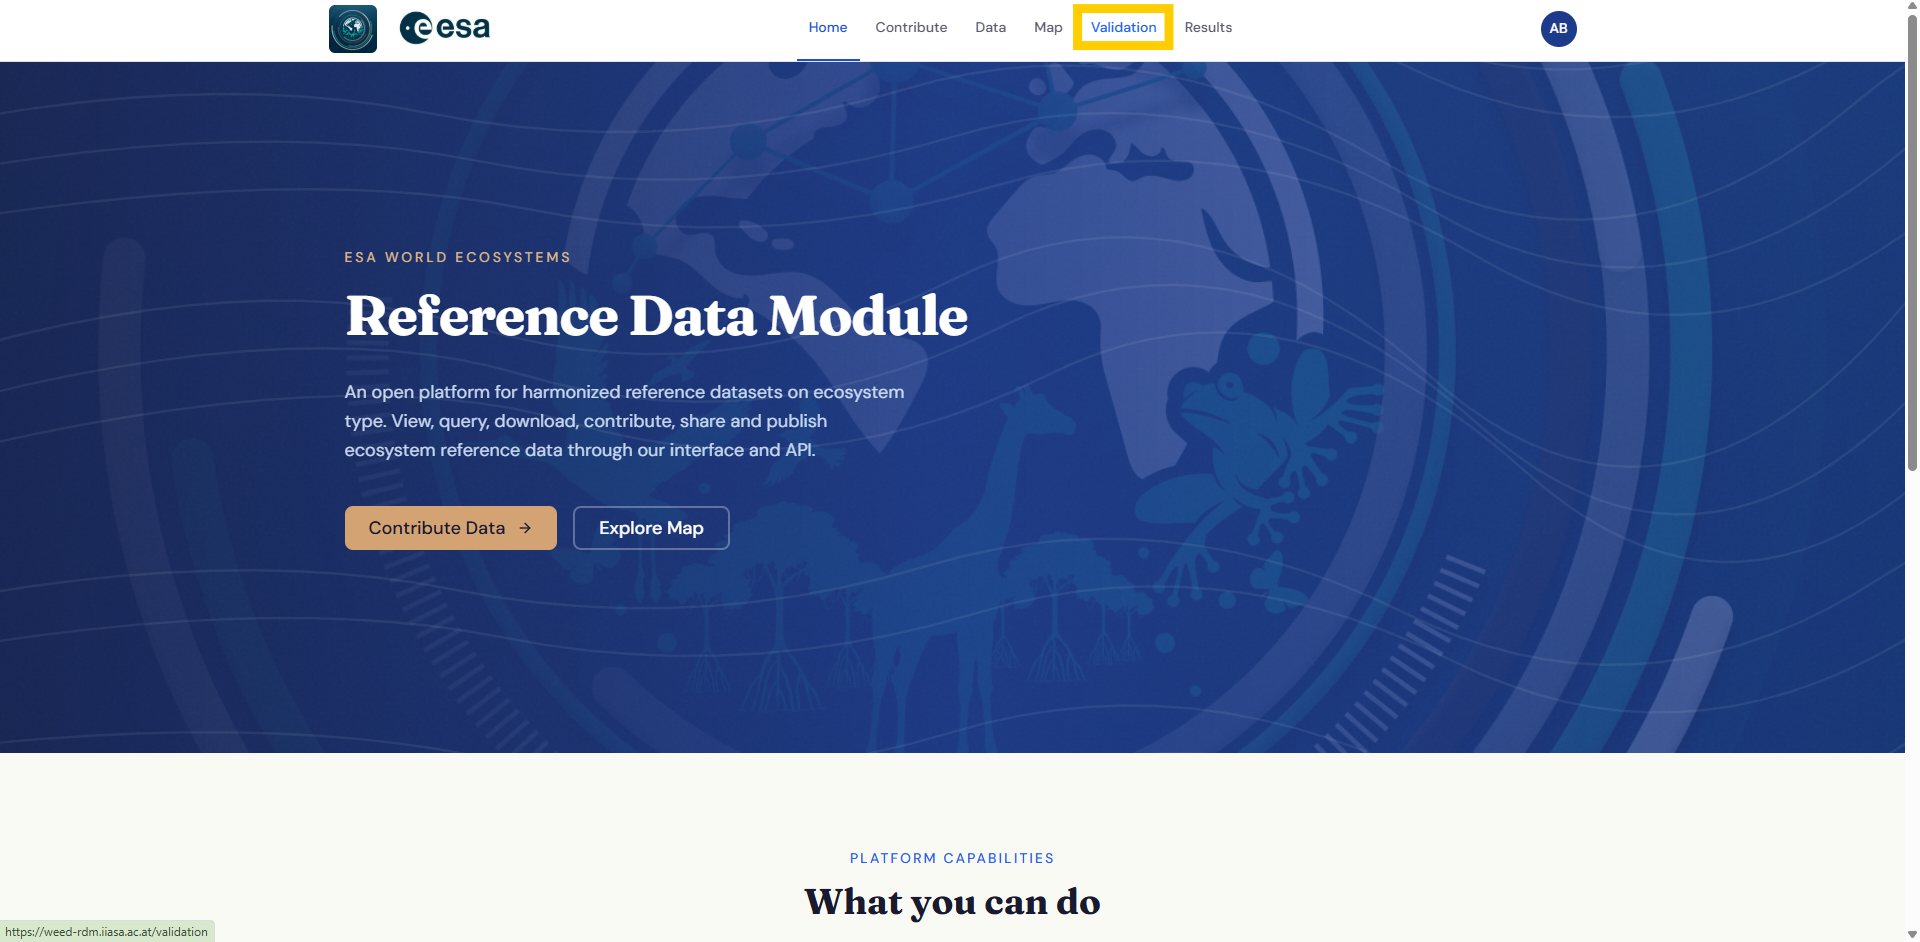 esa
Home Contribute Data Map Validation Results
AB
ESA WORLD ECOSYSTEMS
Reference Data Module
An open platform for harmonized reference datasets on ecosystem
type. View, query, download, contribute, share and publish
ecosystem reference data through our interface and API.
Contribute Data →
Explore Map
PLATFORM CAPABILITIES
What you can do
https://weed-rdm.iiasa.ac.at/validation